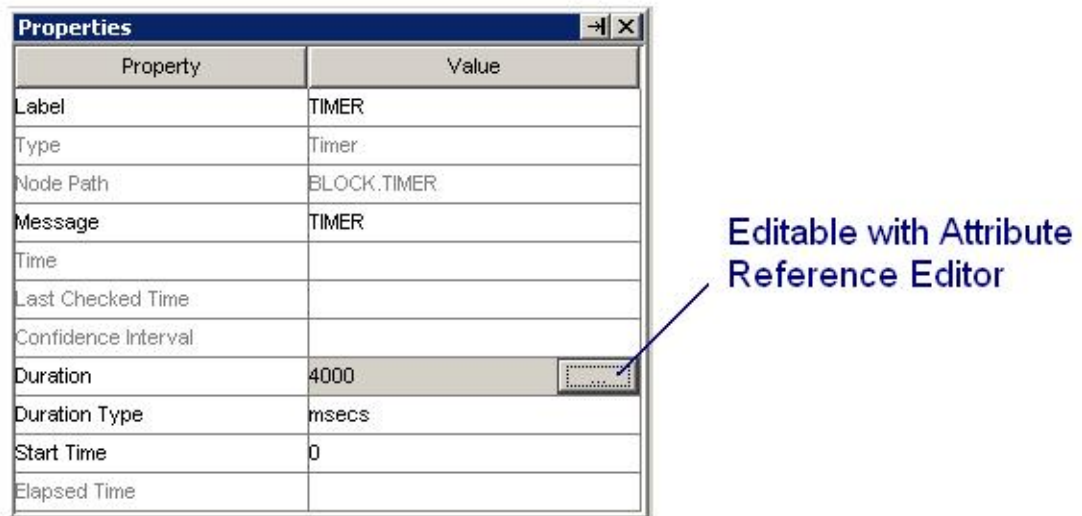 Properties
Property Value
Label TIMER
Type Timer
Node Path BLOCK.TIMER
Message TIMER
Time
Last Checked Time
Confidence Interval
Duration 4000 ...
Duration Type msecs
Start Time 0
Elapsed Time
Editable with Attribute
Reference Editor